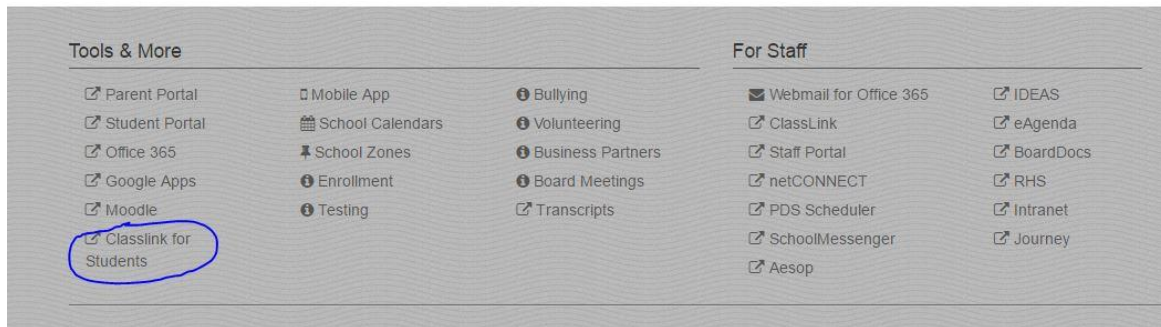 Tools & More
Parent Portal
Student Portal
Office 365
Google Apps
Moodle
Classlink for
Students
Mobile App
School Calendars
School Zones
Enrollment
Testing
Bullying
Volunteering
Business Partners
Board Meetings
Transcripts
For Staff
Webmail for Office 365
ClassLink
Staff Portal
netCONNECT
PDS Scheduler
SchoolMessenger
Aesop
IDEAS
eAgenda
BoardDocs
RHS
Intranet
Journey